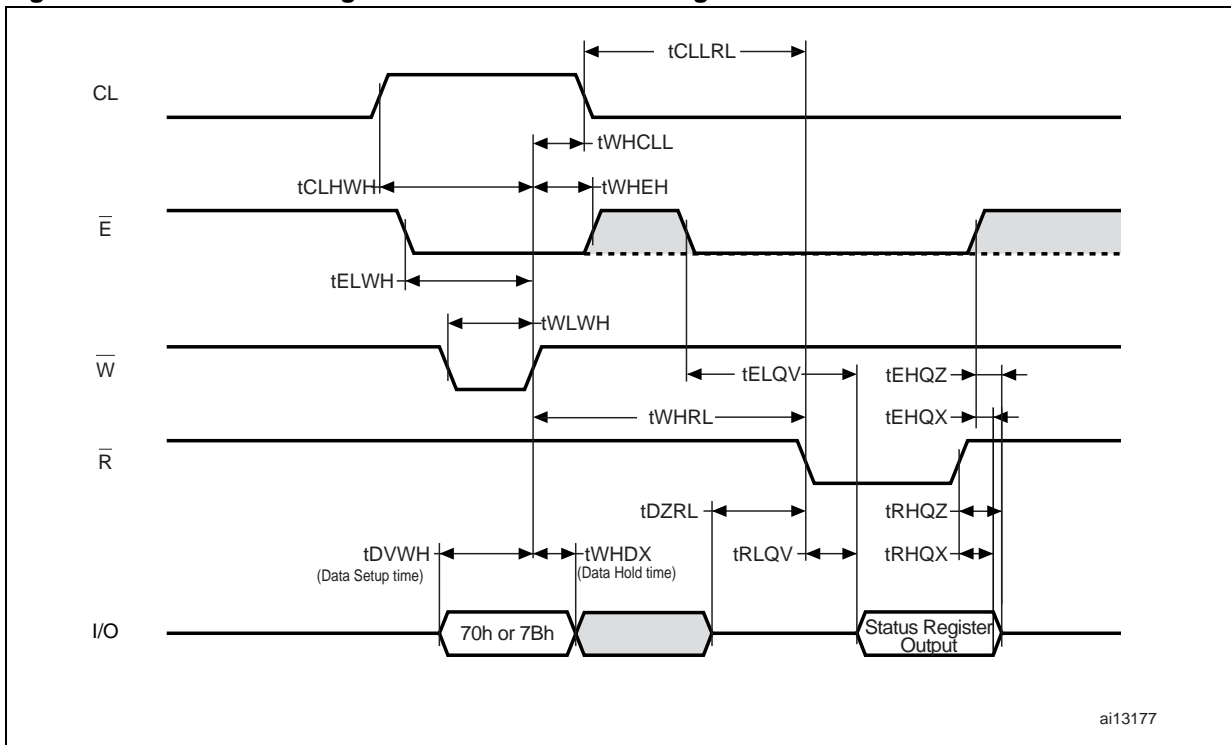 tCLLRL
CL
tWHCLL
tCLHWH
tWHEH
E
tELWH
tWLWH
W
tELQV
tEHQZ
tWHRL
tEHQX
R
tDZRL
tRHQZ
tDVWH
(Data Setup time)
tWHDX
(Data Hold time)
tRLQV
tRHQX
I/O
70h or 7Bh
Status Register
Output
ai13177